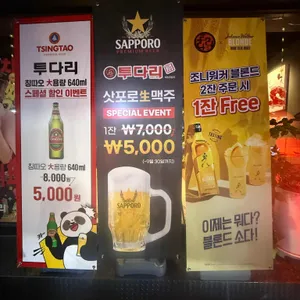 TSINGTAO
투다리
칭따오 大용량 640ml
스페셜 할인 이벤트
칭따오 大용량 640ml
8,000원
5,000원
SAPPORO
PREMIUM BEER
투다리
삿포로生맥주
SPECIAL EVENT
1잔 ₩7,000
₩5,000
SAPPORO
조니워커 블론드
2잔 주문 시
1잔 Free
이제는 뭐다?
블론드 소다!